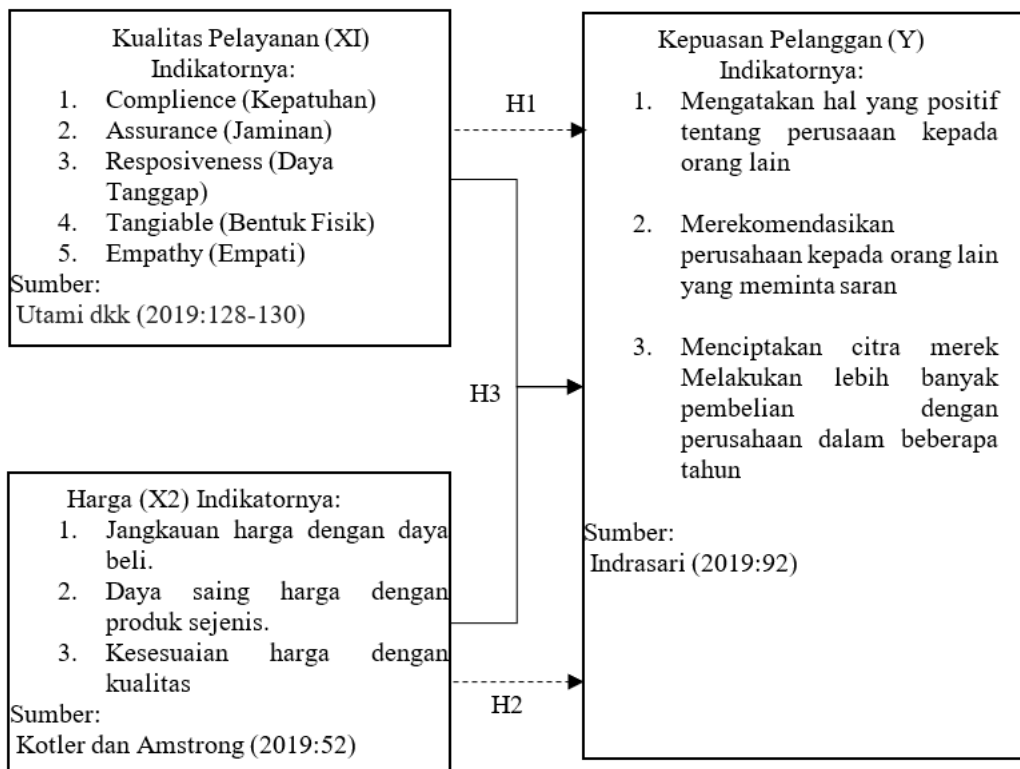 Kualitas Pelayanan (XI)
Indikatornya:
1. Complience (Kepatuhan)
2. Assurance (Jaminan)
3. Resposiveness (Daya
Tanggap)
4. Tangiable (Bentuk Fisik)
5. Empathy (Empati)
Sumber:
Utami dkk (2019:128-130)
H1
H3
Harga (X2) Indikatornya:
1. Jangkauan harga dengan daya
beli.
2. Daya saing harga dengan
produk sejenis.
3. Kesesuaian harga dengan
kualitas
Sumber:
Kotler dan Amstrong (2019:52)
H2
Kepuasan Pelanggan (Y)
Indikatornya:
1. Mengatakan hal yang positif
tentang perusaaan kepada
orang lain
2. Merekomendasikan
perusahaan kepada orang lain
yang meminta saran
3. Menciptakan citra merek
Melakukan lebih banyak
pembelian dengan
perusahaan dalam beberapa
tahun
Sumber:
Indrasari (2019:92)